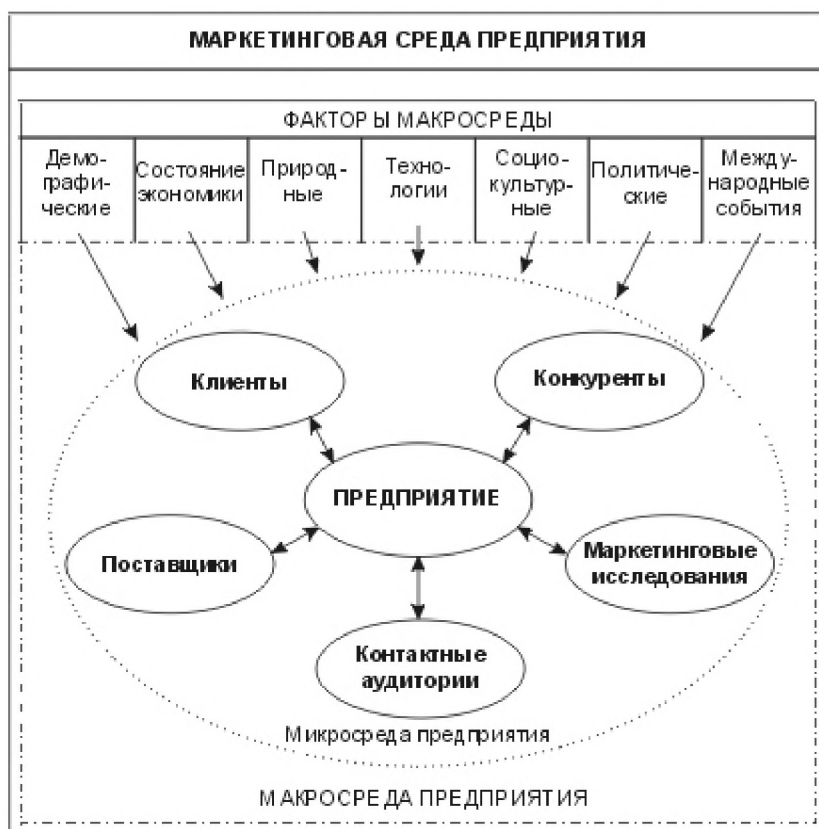 МАРКЕТИНГОВАЯ СРЕДА ПРЕДПРИЯТИЯ
ФАКТОРЫ МАКРОСРЕДЫ
Демо-
графи-
ческие
Состояние
экономики
Природ-
ные
Техно-
логии
Социо-
культур-
ные
Политиче-
ские
Между-
народные
события
Клиенты
Конкуренты
ПРЕДПРИЯТИЕ
Поставщики
Маркетинговые
исследования
Контактные
аудитории
Микросреда предприятия
МАКРОСРЕДА ПРЕДПРИЯТИЯ